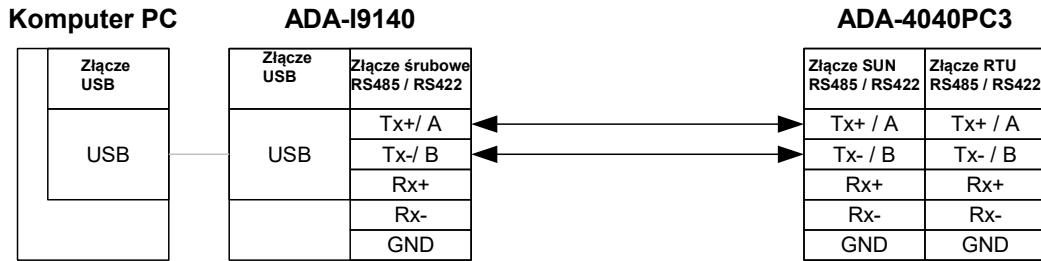 Komputer PC
ADA-I9140
ADA-4040PC3
Złącze
USB
Złącze
USB
Złącze śrubowe
RS485 / RS422
Złącze SUN
RS485 / RS422
Złącze RTU
RS485 / RS422
USB
USB
Tx+/ A
Tx-/ B
Rx+
Rx-
GND
Tx+ / A
Tx- / B
Rx+
Rx-
GND
Tx+ / A
Tx- / B
Rx+
Rx-
GND